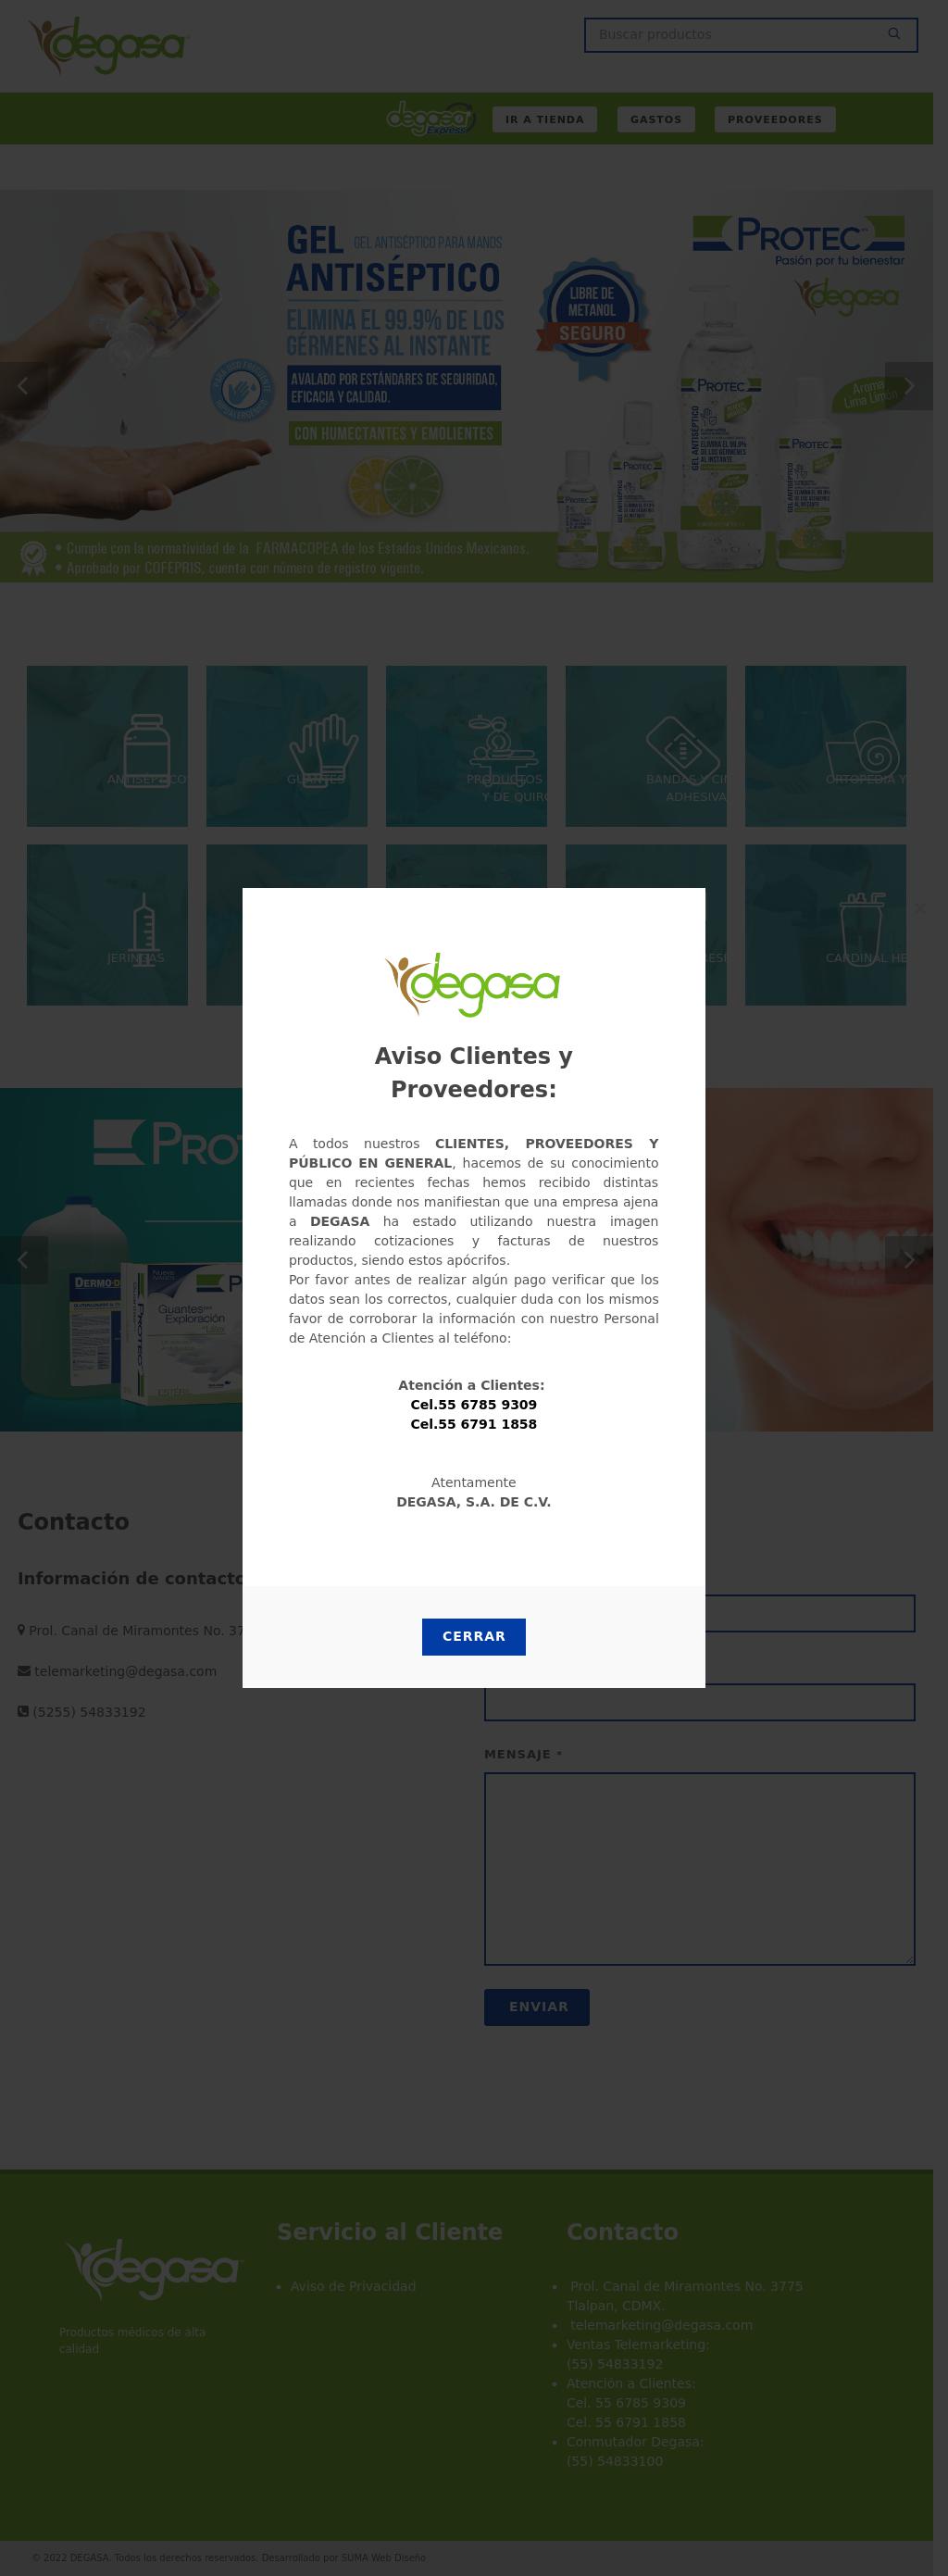 degasa
Buscar productos
degasa
Express
IR A TIENDA
GASTOS
PROVEEDORES
GEL GEL ANTISÉPTICO PARA MANOS
ANTISÉPTICO
ELIMINA EL 99.9% DE LOS
GÉRMENES AL INSTANTE
AVALADO POR ESTÁNDARES DE SEGURIDAD,
EFICACIA Y CALIDAD.
CON HUMECTANTES Y EMOLIENTES
LIBRE DE
METANOL
SEGURO
PROTEC
Pasión por tu bienestar
degasa
Aroma
Lima Limón
• Cumple con la normatividad de la FARMACOPEA de los Estados Unidos Mexicanos.
• Aprobado por COFEPRIS, cuenta con número de registro vigente.
ANTISÉPTICO
GUANTES
PRODUCTOS
Y DE QUIRO
BANDAS Y CIN
ADHESIVA
ORTOPEDIA Y
JERINGAS
CARDINAL HE
degasa
Aviso Clientes y
Proveedores:
A todos nuestros CLIENTES, PROVEEDORES Y
PÚBLICO EN GENERAL, hacemos de su conocimiento
que en recientes fechas hemos recibido distintas
llamadas donde nos manifiestan que una empresa ajena
a DEGASA ha estado utilizando nuestra imagen
realizando cotizaciones y facturas de nuestros
productos, siendo estos apócrifos.
Por favor antes de realizar algún pago verificar que los
datos sean los correctos, cualquier duda con los mismos
favor de corroborar la información con nuestro Personal
de Atención a Clientes al teléfono:
Atención a Clientes:
Cel.55 6785 9309
Cel.55 6791 1858
Atentamente
DEGASA, S.A. DE C.V.
CERRAR
PROT
Guantes para
Exploración
Contacto
Información de contacto
Prol. Canal de Miramontes No. 37
telemarketing@degasa.com
(5255) 54833192
MENSAJE *
ENVIAR
degasa
Productos médicos de alta
calidad
Servicio al Cliente
• Aviso de Privacidad
Contacto
• Prol. Canal de Miramontes No. 3775
Tlalpan, CDMX.
• telemarketing@degasa.com
• Ventas Telemarketing:
(55) 54833192
• Atención a Clientes:
Cel. 55 6785 9309
Cel. 55 6791 1858
• Conmutador Degasa:
(55) 54833100
© 2022 DEGASA. Todos los derechos reservados. Desarrollado por SUMA Web Diseño